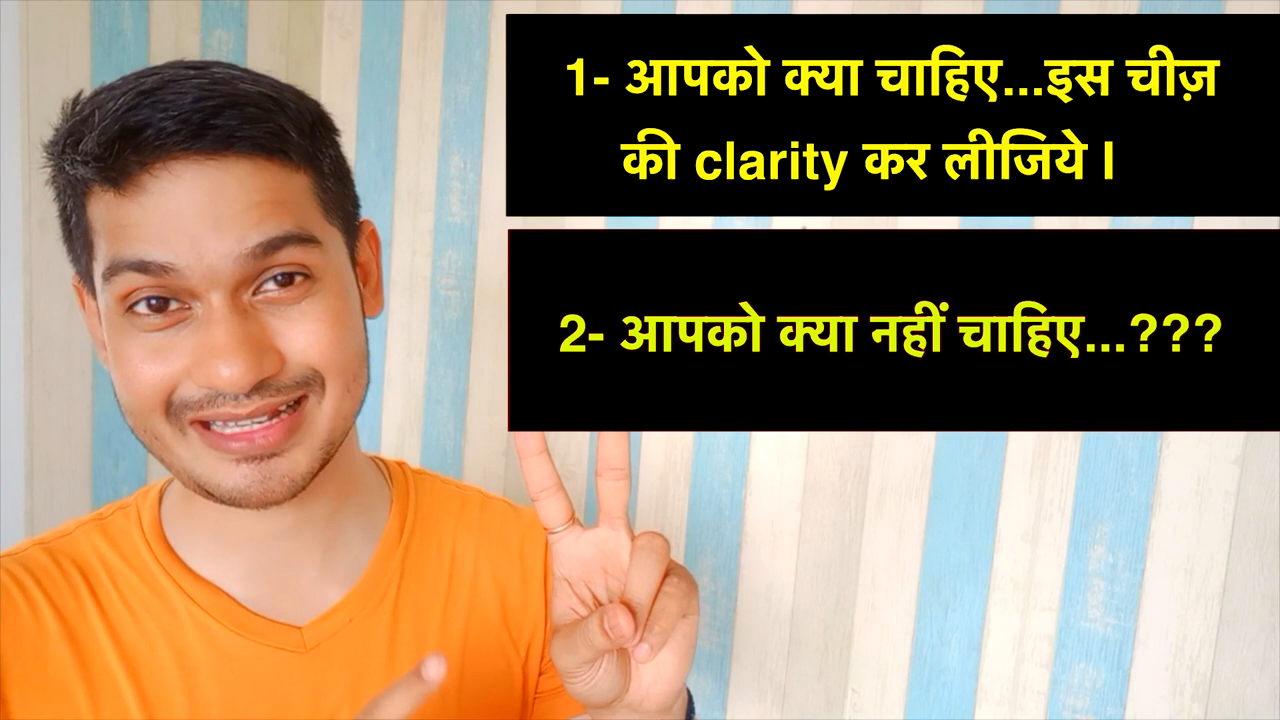 1- आपको क्या चाहिए...इस चीज़
की clarity कर लीजिये ।
2- आपको क्या नहीं चाहिए...???